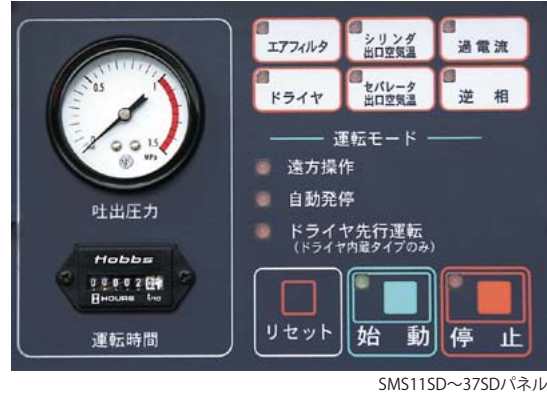 0
0.5
1
1.5
MPa
吐出圧力
Hobbs
HOURS 1/10
運転時間
エアフィルタ
シリンダ
出口空気温
過電流
ドライヤ
セパレータ
出口空気温
逆 相
運転モード
遠方操作
自動発停
ドライヤ先行運転
(ドライヤ内蔵タイプのみ)
リセット
始 動
停 止
SMS11SD~37SDパネル